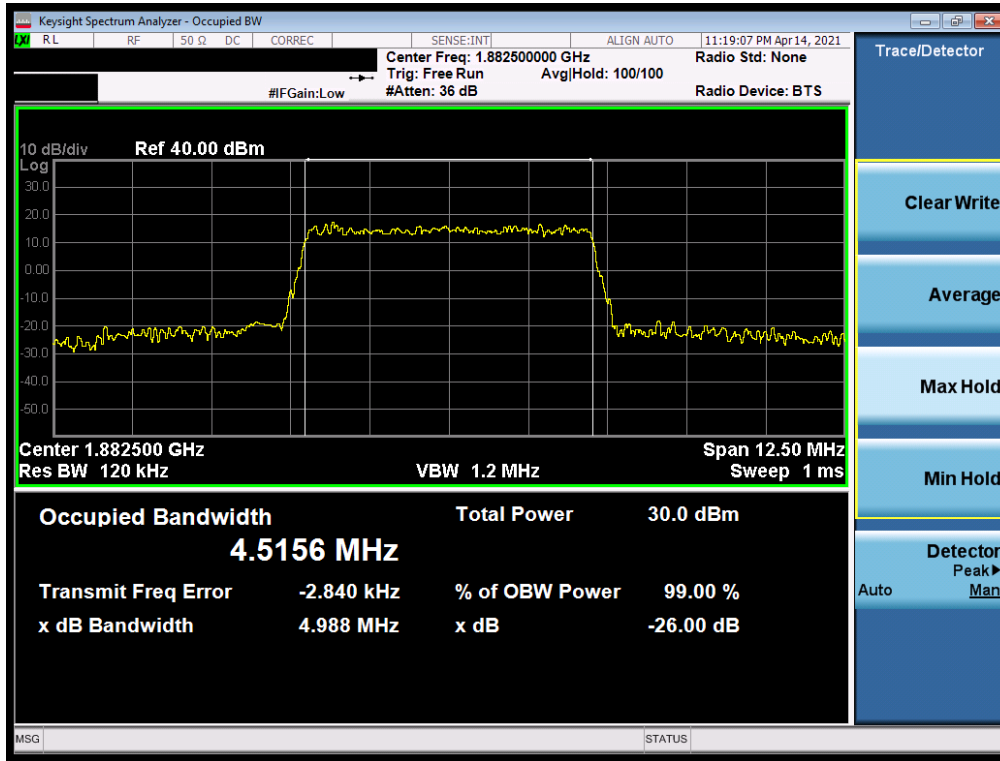 Keysight Spectrum Analyzer - Occupied BW
LXI RL RF 50 Ω DC CORREC SENSE:INT ALIGN AUTO 11:19:07 PM Apr 14, 2021
Center Freq: 1.882500000 GHz Radio Std: None
Trig: Free Run Avg|Hold: 100/100
#IFGain:Low #Atten: 36 dB Radio Device: BTS
10 dB/div Ref 40.00 dBm
Log
30.0
20.0
10.0
0.00
-10.0
-20.0
-30.0
-40.0
-50.0
Center 1.882500 GHz Span 12.50 MHz
Res BW 120 kHz VBW 1.2 MHz Sweep 1 ms
Occupied Bandwidth Total Power 30.0 dBm
4.5156 MHz
Transmit Freq Error -2.840 kHz % of OBW Power 99.00 %
x dB Bandwidth 4.988 MHz x dB -26.00 dB
MSG STATUS
Trace/Detector
Clear Write
Average
Max Hold
Min Hold
Detector
Peak▶
Auto Man